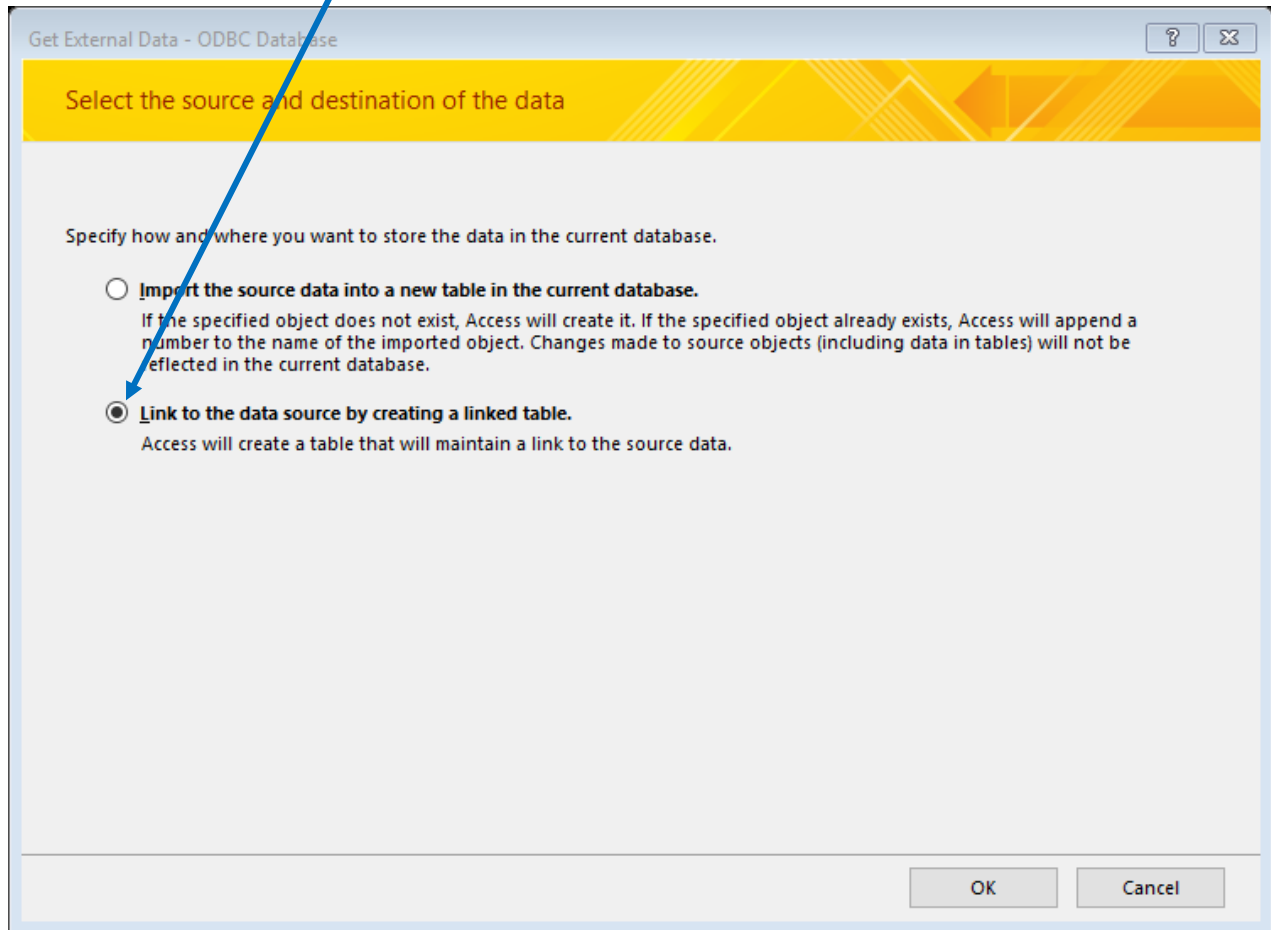 Get External Data - ODBC Database
Select the source and destination of the data
Specify how and where you want to store the data in the current database.
Import the source data into a new table in the current database.
If the specified object does not exist, Access will create it. If the specified object already exists, Access will append a
number to the name of the imported object. Changes made to source objects (including data in tables) will not be
reflected in the current database.
Link to the data source by creating a linked table.
Access will create a table that will maintain a link to the source data.
OK
Cancel